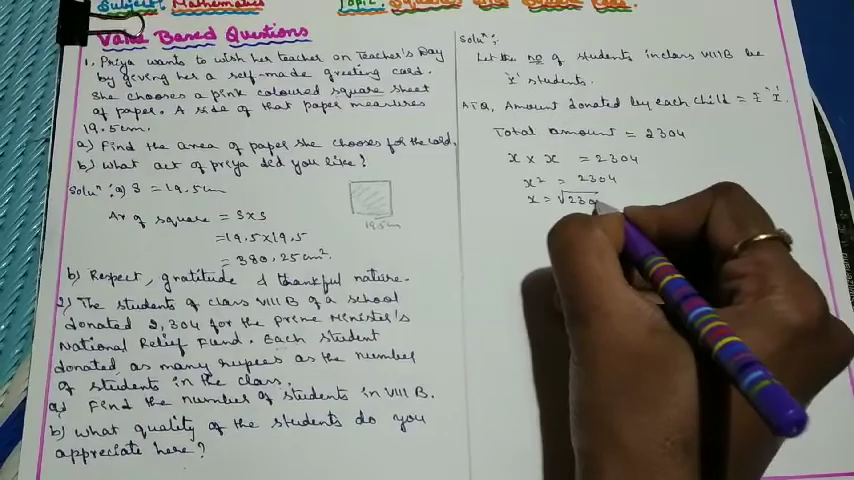 Subject: Mathematics
Topic:
Value Based Questions
1. Priya wants to wish her teacher on Teacher's Day
by giving her a self-made greeting card.
She chooses a pink coloured square sheet
of paper. A side of that paper measures
19.5cm.
a) Find the area of paper she chooses for the card.
b) What act of priya did you like?
Soluⁿ: a) S = 19.5cm
Ar of square = S×S
= 19.5×19.5
= 380.25cm².
19.5cm
b) Respect, gratitude & thankful nature.
2) The students of class VIII B of a school
donated 2,304 for the Prime Minister's
National Relief Fund. Each student
donated as many rupees as the number
of students in the class.
a) Find the number of students in VIII B.
b) What quality of the students do you
appreciate here?
Soluⁿ:
Let the no of students in class VIII B be
'x' students.
ATQ, Amount donated by each child =
Total amount = 2304
x × x = 2304
x² = 2304
x = √230